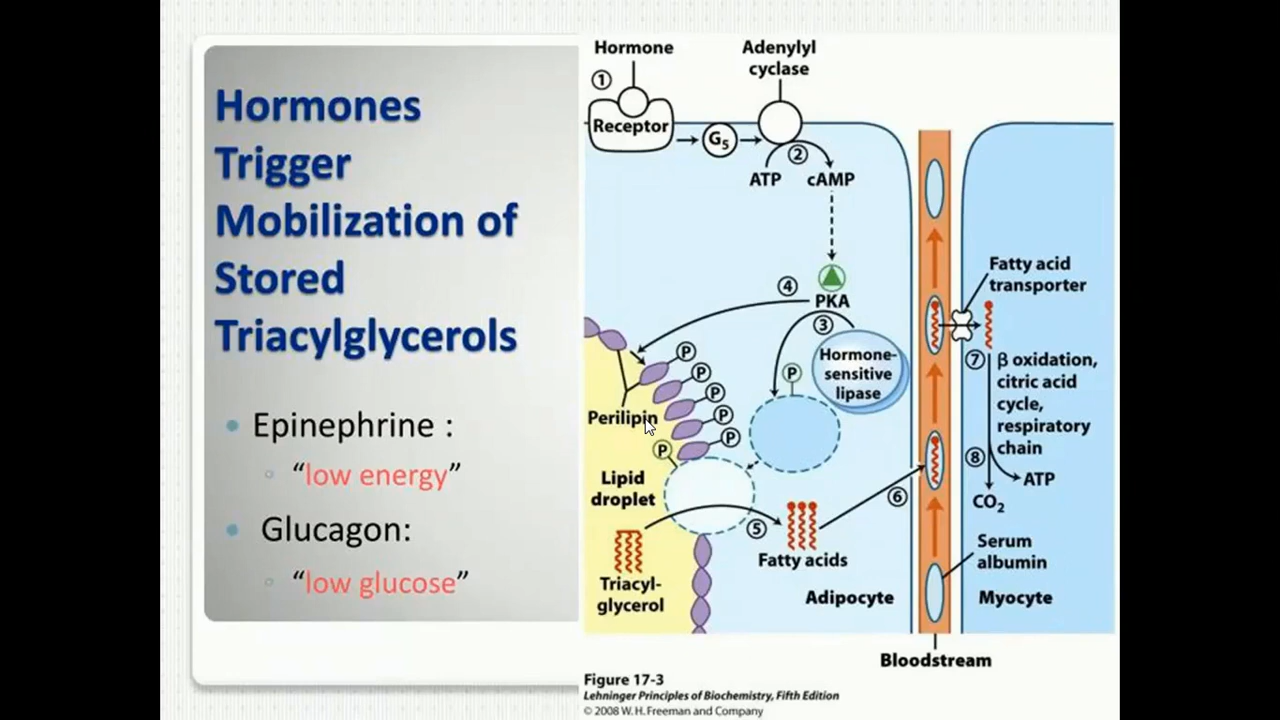 Hormones
Trigger
Mobilization of
Stored
Triacylglycerols
Epinephrine :
“low energy”
Glucagon:
“low glucose”
Hormone
Adenylyl
cyclase
1
Receptor
G5
2
ATP
cAMP
4
PKA
3
Hormone-
sensitive
lipase
P
P
P
P
P
P
P
Perilipin
Lipid
droplet
5
Fatty acids
6
Triacyl-
glycerol
Adipocyte
Fatty acid
transporter
7
β oxidation,
citric acid
cycle,
respiratory
chain
8
ATP
CO2
Serum
albumin
Myocyte
Bloodstream
Figure 17-3
Lehninger Principles of Biochemistry, Fifth Edition
© 2008 W. H. Freeman and Company